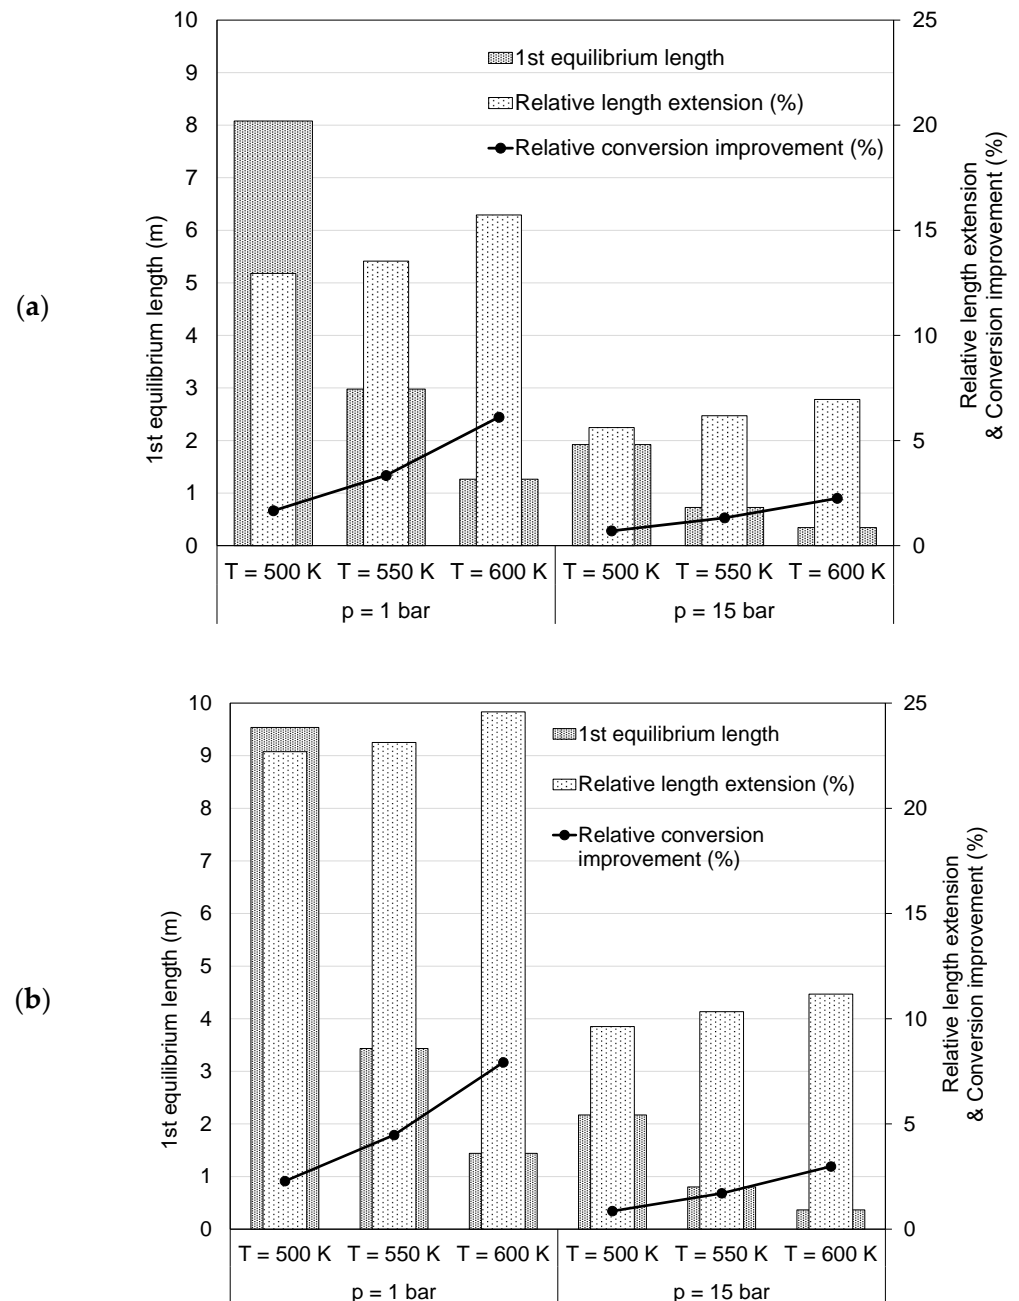 (a)
1st equilibrium length (m)
10
9
8
7
6
5
4
3
2
1
0
1st equilibrium length
Relative length extension (%)
Relative conversion improvement (%)
25
20
15
10
5
0
Relative length extension
& Conversion improvement (%)
T = 500 K T = 550 K T = 600 K T = 500 K T = 550 K T = 600 K
p = 1 bar p = 15 bar
(b)
1st equilibrium length (m)
10
9
8
7
6
5
4
3
2
1
0
1st equilibrium length
Relative length extension (%)
Relative conversion
improvement (%)
25
20
15
10
5
0
Relative length extension
& Conversion improvement (%)
T = 500 K T = 550 K T = 600 K T = 500 K T = 550 K T = 600 K
p = 1 bar p = 15 bar